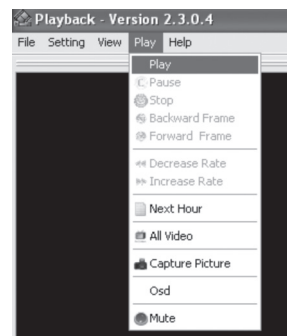 Playback - Version 2.3.0.4
File Setting View Play Help
Play
Pause
Stop
Backward Frame
Forward Frame
Decrease Rate
Increase Rate
Next Hour
All Video
Capture Picture
Osd
Mute